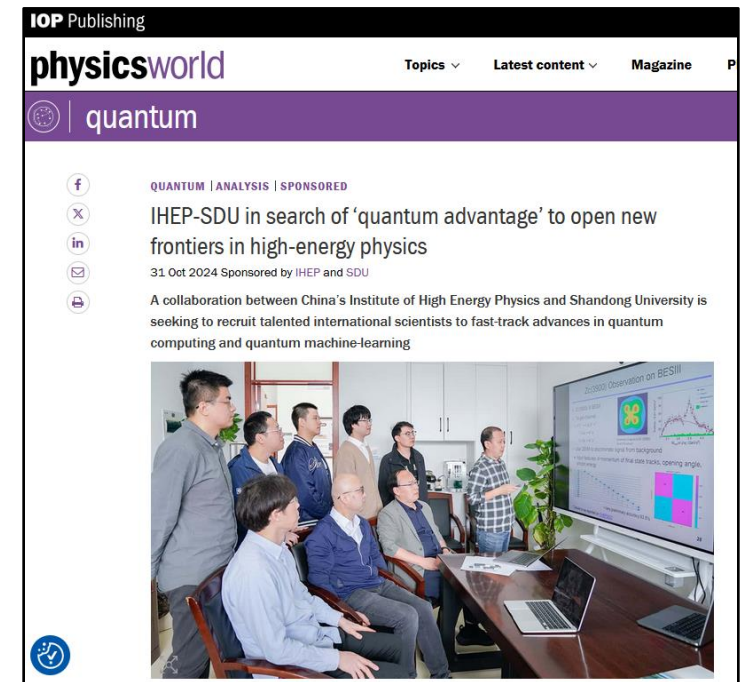 IOP Publishing
physicsworld
Topics
Latest content
Magazine
P
quantum
QUANTUM | ANALYSIS | SPONSORED
IHEP-SDU in search of ‘quantum advantage’ to open new
frontiers in high-energy physics
31 Oct 2024 Sponsored by IHEP and SDU
A collaboration between China’s Institute of High Energy Physics and Shandong University is
seeking to recruit talented international scientists to fast-track advances in quantum
computing and quantum machine-learning
Observation on BESIII